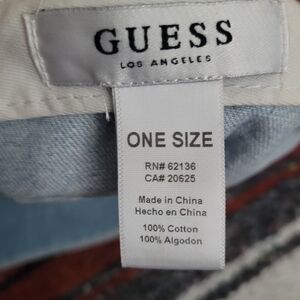 GUESS
LOS ANGELES
ONE SIZE
RN# 62136
CA# 20625
Made in China
Hecho en China
100% Cotton
100% Algodon